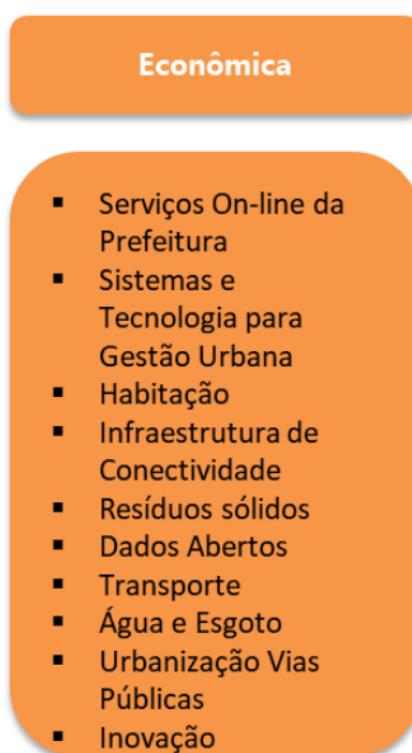 Econômica
▪ Serviços On-line da
Prefeitura
▪ Sistemas e
Tecnologia para
Gestão Urbana
▪ Habitação
▪ Infraestrutura de
Conectividade
▪ Resíduos sólidos
▪ Dados Abertos
▪ Transporte
▪ Água e Esgoto
▪ Urbanização Vias
Públicas
▪ Inovação